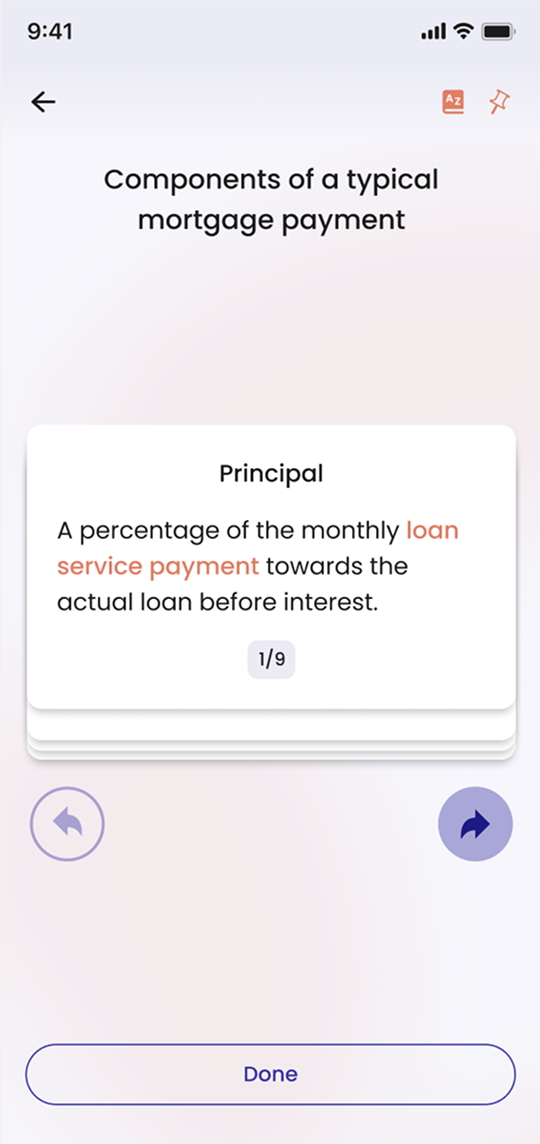 9:41
A Z
Components of a typical
mortgage payment
Principal
A percentage of the monthly loan
service payment towards the
actual loan before interest.
1/9
Done